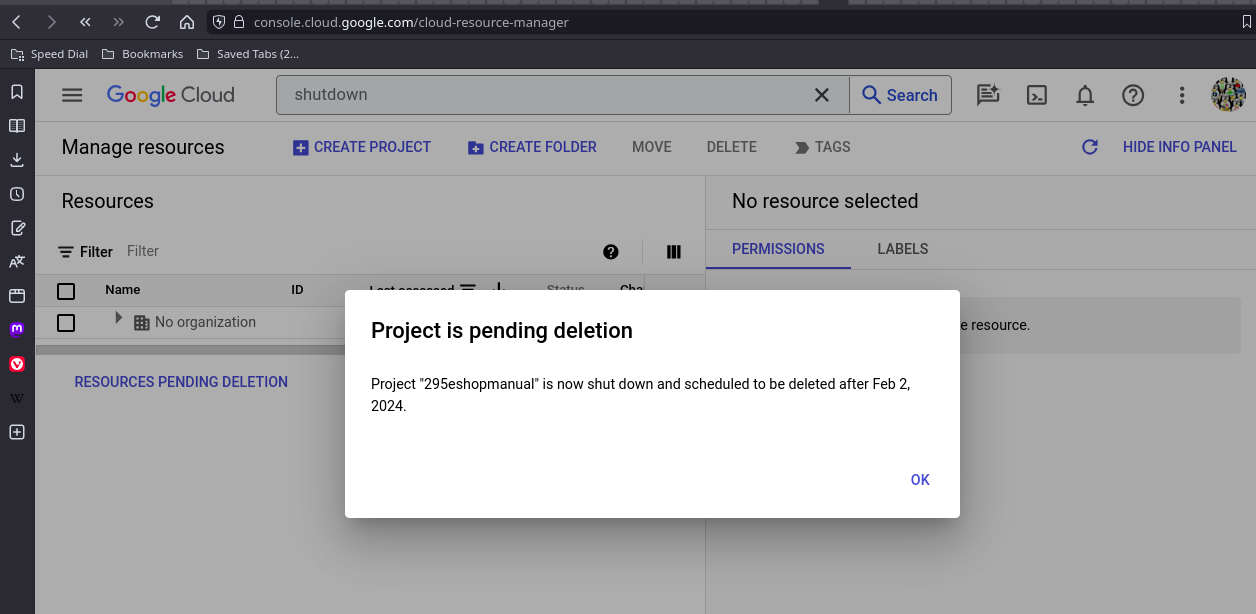 console.cloud.google.com/cloud-resource-manager
Speed Dial Bookmarks Saved Tabs (2...
Google Cloud shutdown Search
Manage resources CREATE PROJECT CREATE FOLDER MOVE DELETE TAGS HIDE INFO PANEL
Resources
No resource selected
Filter Filter
PERMISSIONS LABELS
Name ID Last accessed Status Cha
No organization
e resource.
RESOURCES PENDING DELETION
Project is pending deletion
Project "295eshopmanual" is now shut down and scheduled to be deleted after Feb 2,
2024.
OK